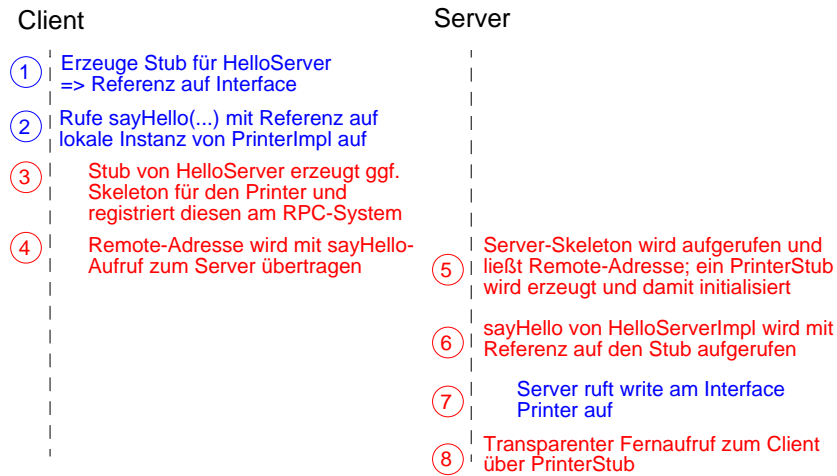 Client
Server
1
Erzeuge Stub für HelloServer
=> Referenz auf Interface
2
Rufe sayHello(...) mit Referenz auf
lokale Instanz von PrinterImpl auf
3
Stub von HelloServer erzeugt ggf.
Skeleton für den Printer und
registriert diesen am RPC-System
4
Remote-Adresse wird mit sayHello-
Aufruf zum Server übertragen
5
Server-Skeleton wird aufgerufen und
ließt Remote-Adresse; ein PrinterStub
wird erzeugt und damit initialisiert
6
sayHello von HelloServerImpl wird mit
Referenz auf den Stub aufgerufen
7
Server ruft write am Interface
Printer auf
8
Transparenter Fernaufruf zum Client
über PrinterStub